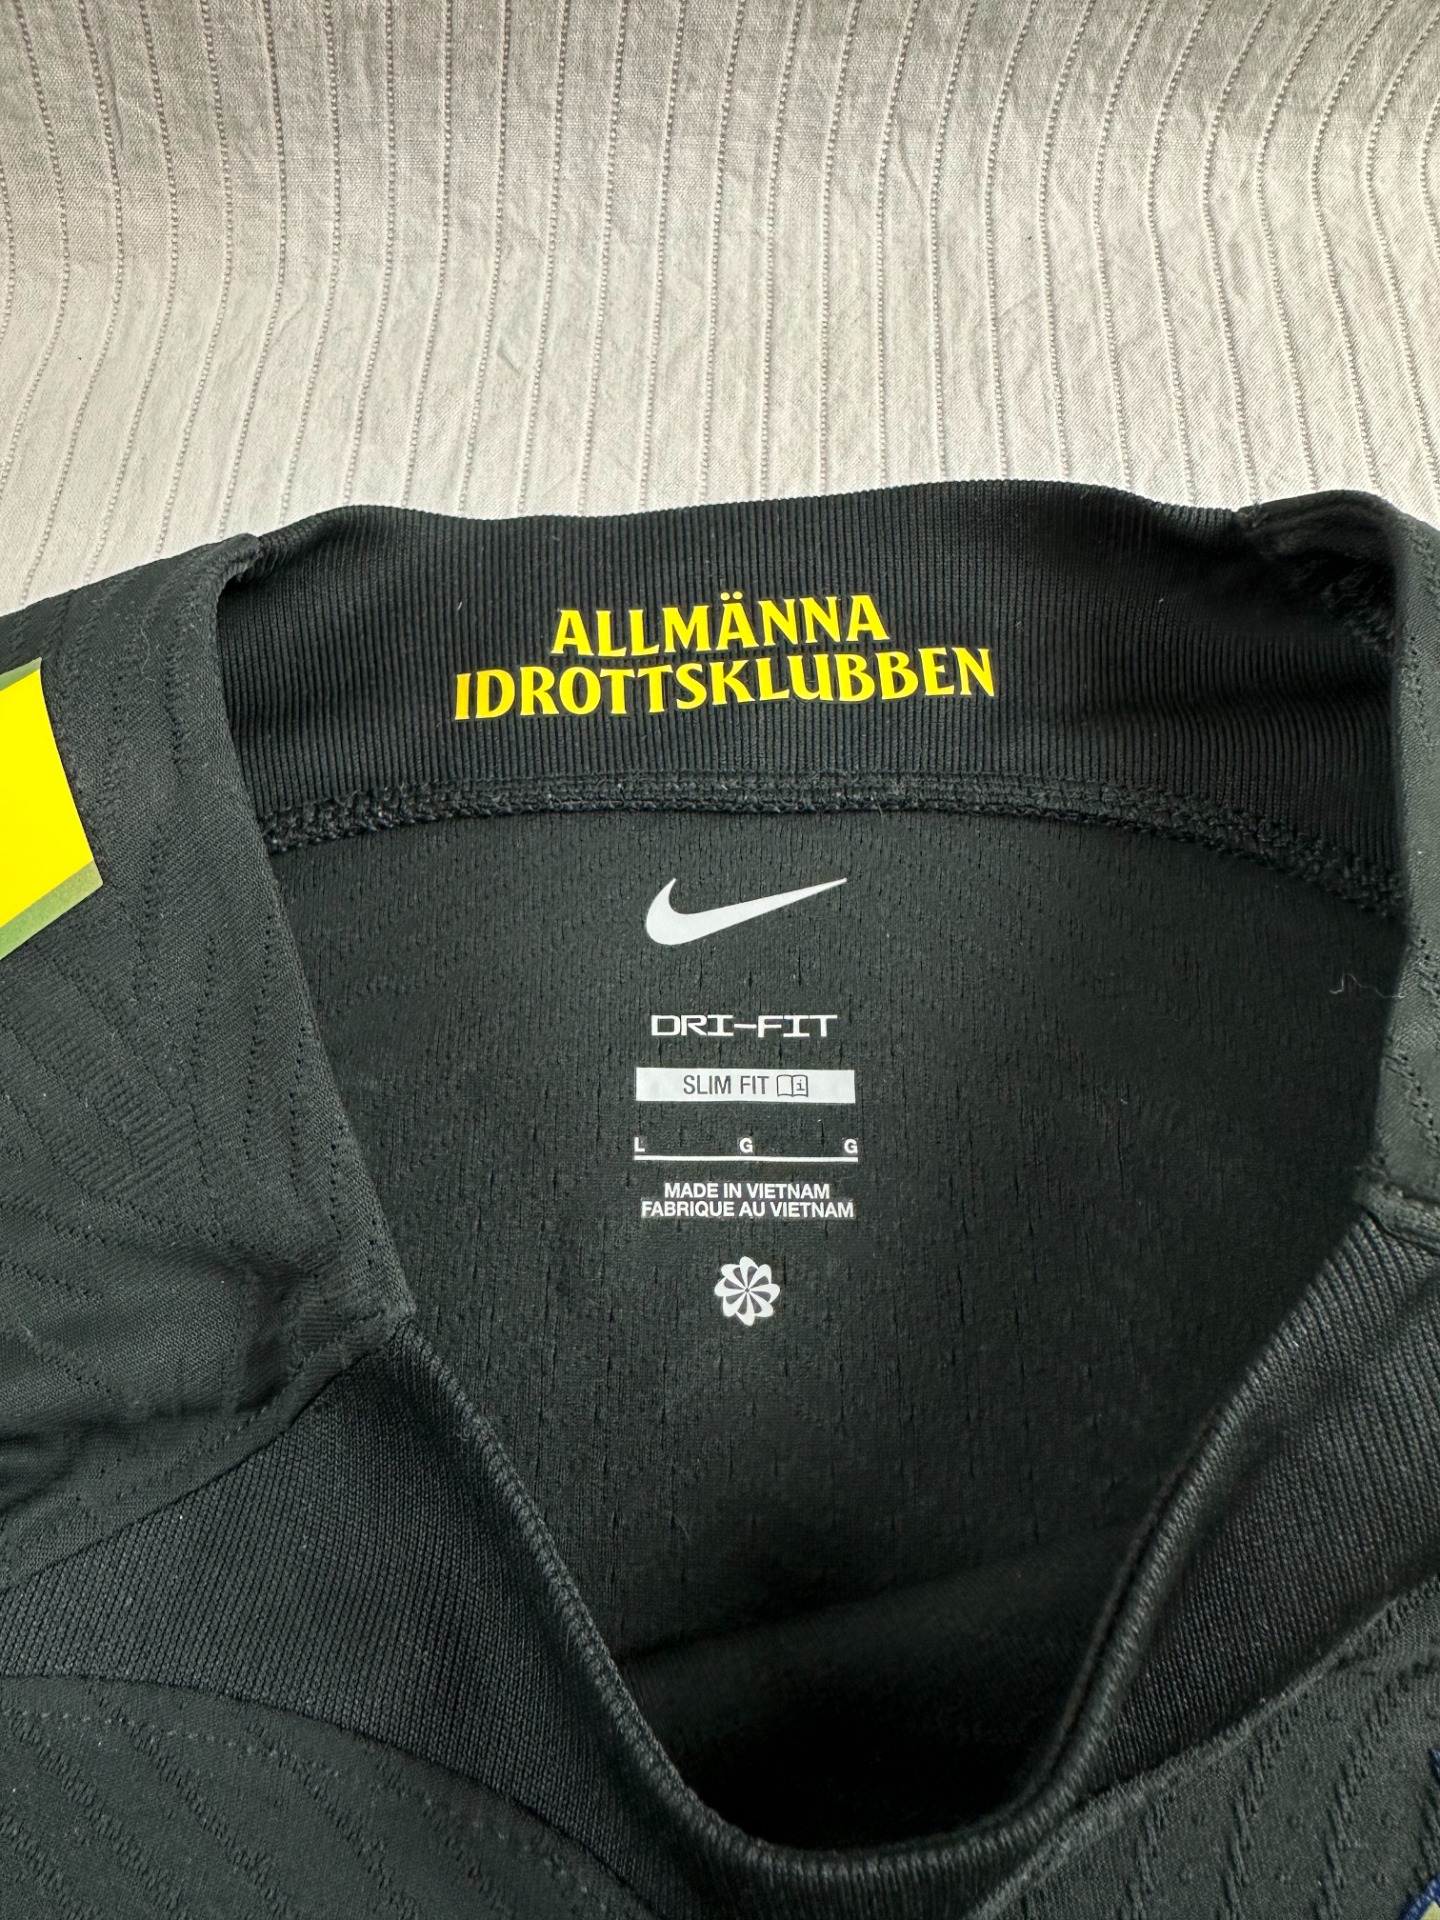 ALLMÄNNA
IDROTTSKLUBBEN
DRI-FIT
SLIM FIT
L G G
MADE IN VIETNAM
FABRIQUE AU VIETNAM